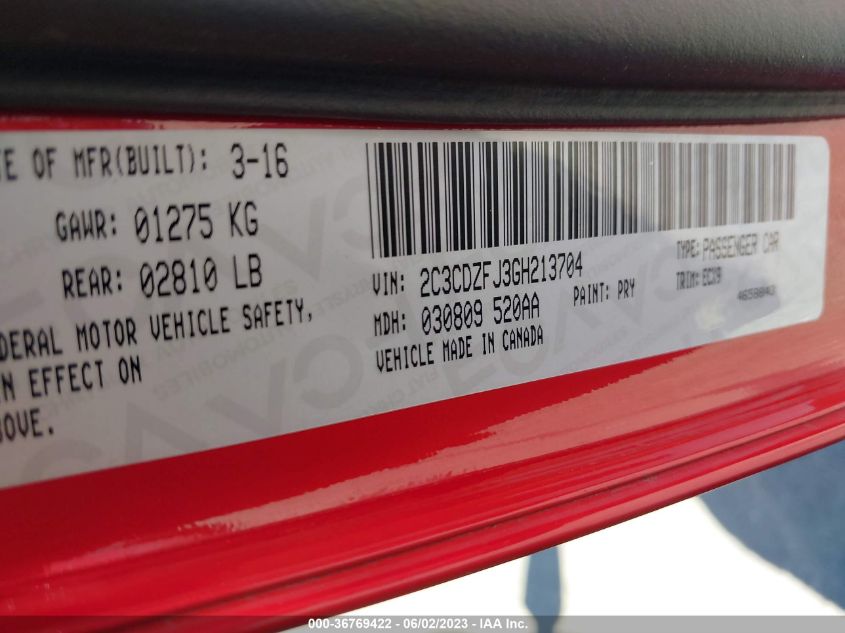 TE OF MFR(BUILT): 3-16
GAWR: 01275 KG
REAR: 02810 LB
DERAL MOTOR VEHICLE SAFETY,
N EFFECT ON
BOVE.
VIN: 2C3CDZFJ3GH213704
TYPE: PASSENGER CAR
MDH: 030809 520AA
PAINT: PRY
TRIM: ECX9
VEHICLE MADE IN CANADA
000-36769422 - 06/02/2023 - IAA Inc.